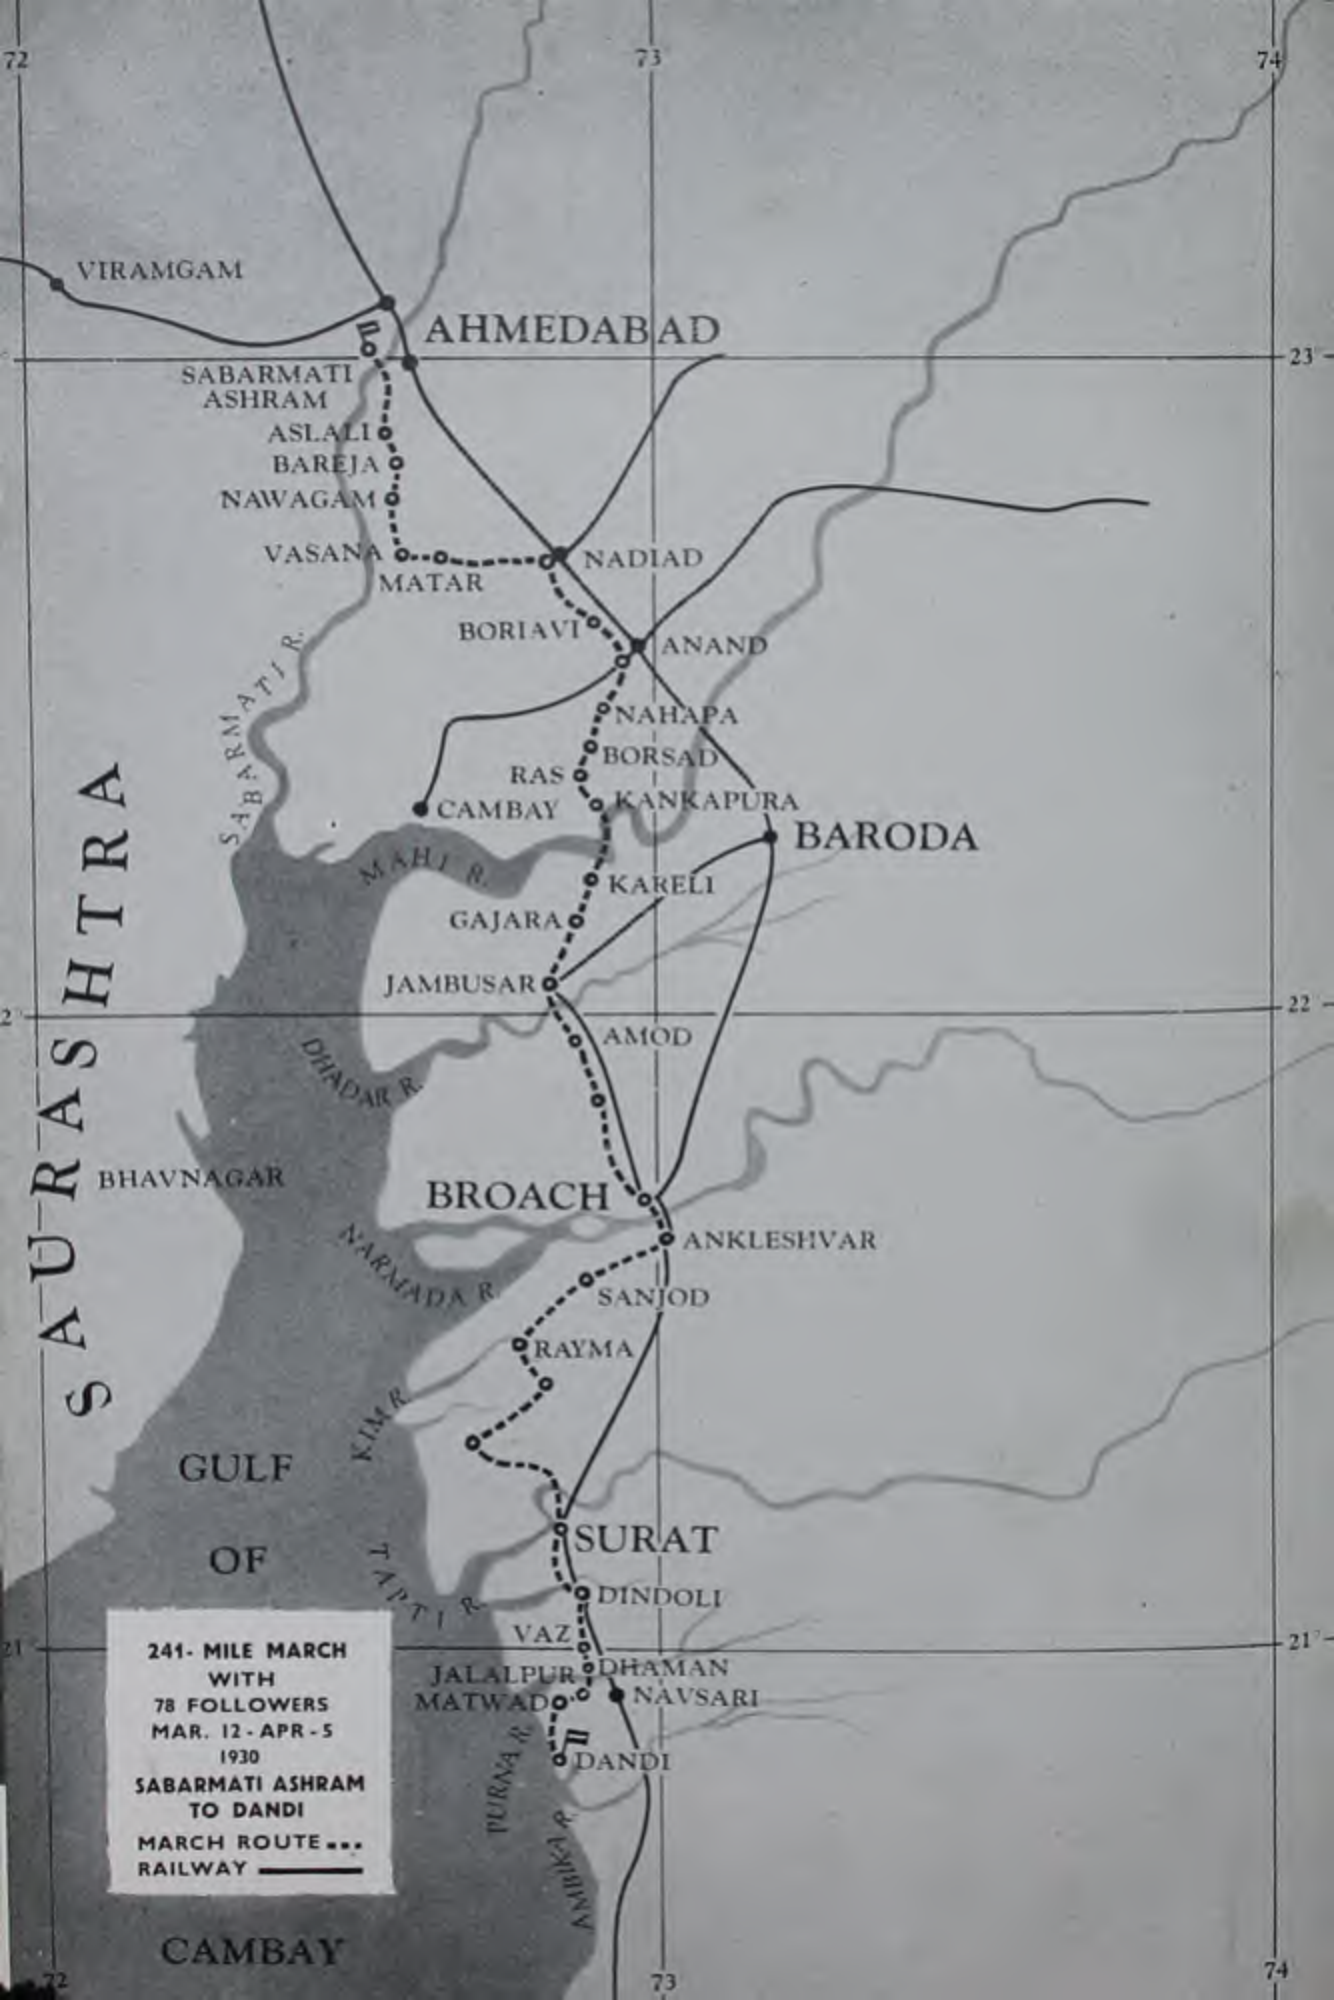 72
73
74
VIRAMGAM
AHMEDABAD
23°
SABARMATI
ASHRAM
ASLALI
BAREJA
NAWAGAM
VASANA
NADIAD
MATAR
BORIAVI
ANAND
SABARMATI R.
NAHAPA
BORSAD
RAS
KANKAPURA
CAMBAY
BARODA
MAHI R.
KARELI
GAJARA
JAMBUSAR
SAURASHTRA
2°
22
AMOD
DHADAR R.
BHAVNAGAR
BROACH
ANKLESHVAR
NARMADA R.
SANJOD
RAYMA
KIM R.
GULF
OF
SURAT
TAPTI R.
DINDOLI
VAZ
21
21°
DHAMAN
JALALPUR
MATWAD
NAVSARI
DANDI
PURNA R.
AMBIKA R.
241- MILE MARCH
WITH
78 FOLLOWERS
MAR. 12 - APR - 5
1930
SABARMATI ASHRAM
TO DANDI
MARCH ROUTE
RAILWAY
CAMBAY
72
73
74